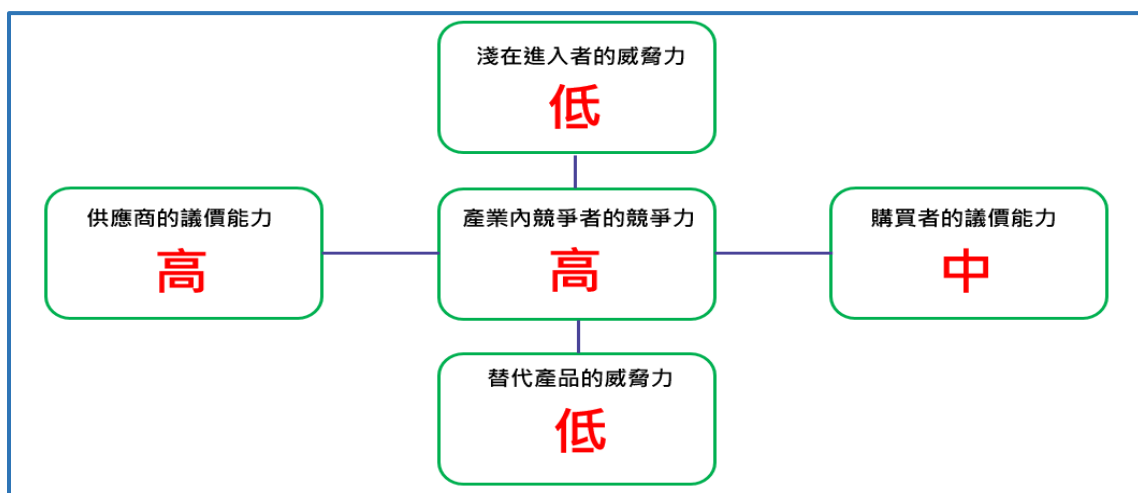 淺在進入者的威脅力
低
供應商的議價能力
高
產業內競爭者的競爭力
高
購買者的議價能力
中
替代產品的威脅力
低